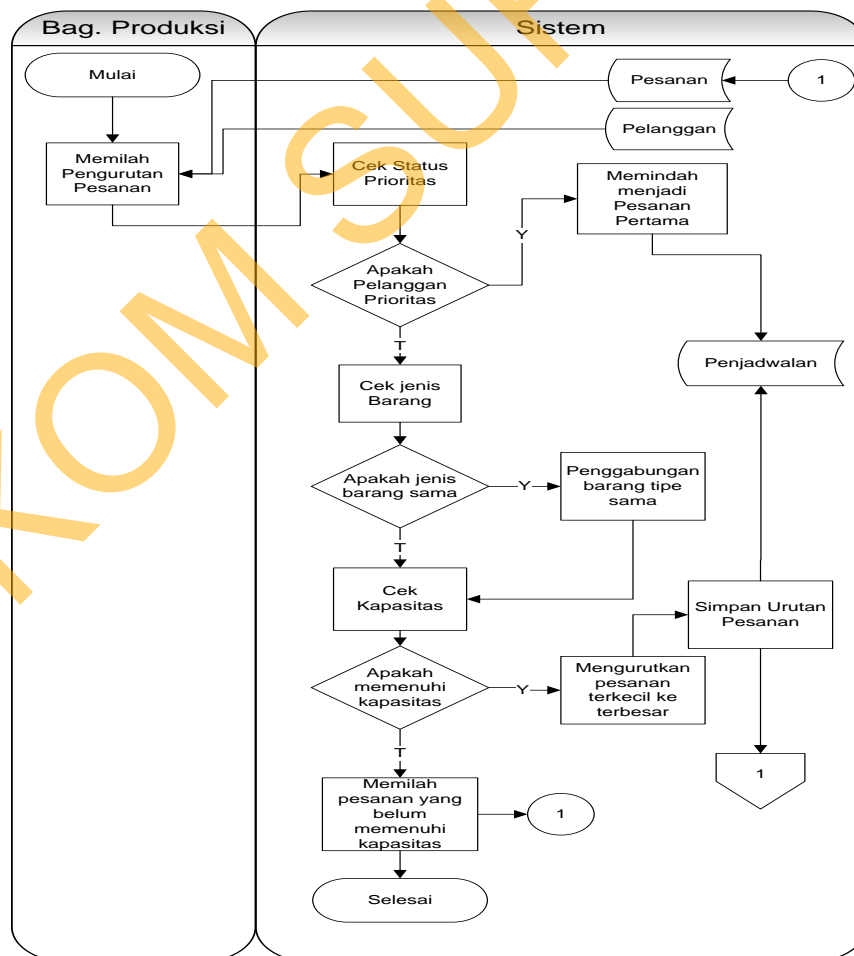 Bag. Produksi
Sistem
Mulai
Pesanan
1
Pelanggan
Memilah
Pengurutan
Pesanan
Cek Status
Prioritas
Memindah
menjadi
Pesanan
Pertama
Y
Apakah
Pelanggan
Prioritas
T
Penjadwalan
Cek jenis
Barang
Apakah jenis
barang sama
Y
Penggabungan
barang tipe
sama
T
Cek
Kapasitas
Simpan Urutan
Pesanan
Apakah
memenuhi
kapasitas
Y
Mengurutkan
pesanan
terkecil ke
terbesar
T
1
Memilah
pesanan yang
belum
memenuhi
kapasitas
1
Selesai
KOM SUR